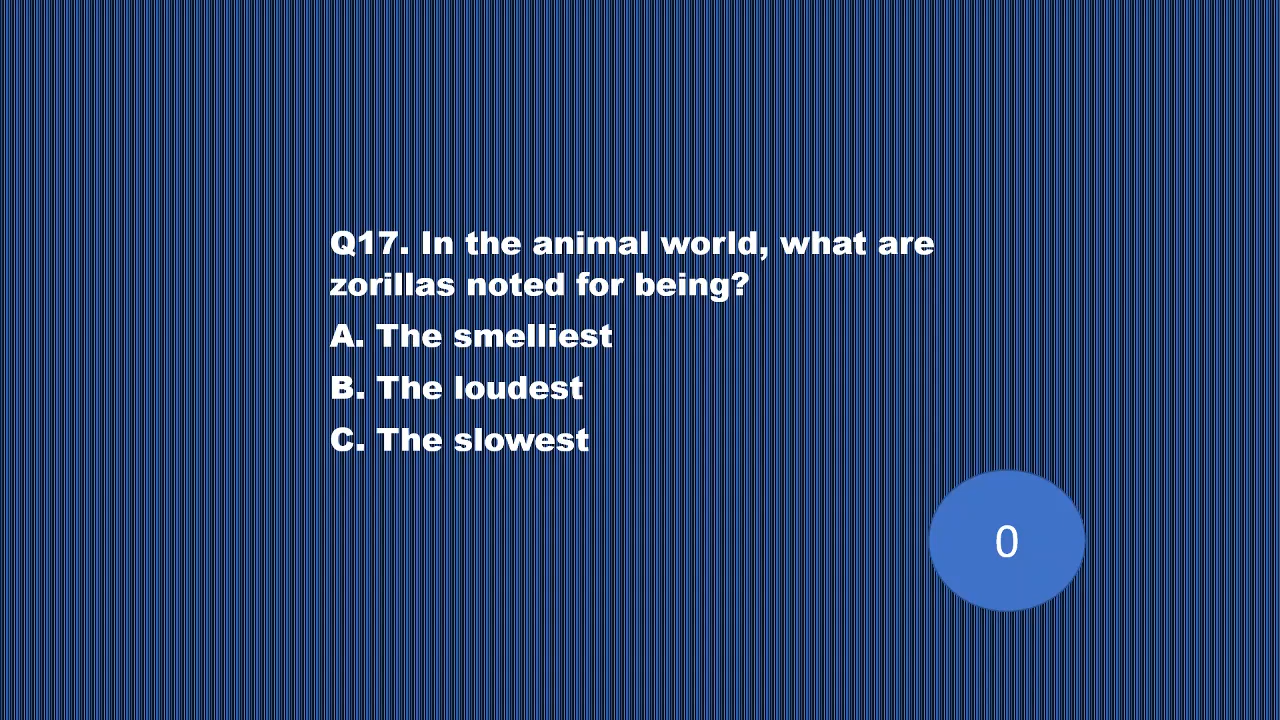 Q17. In the animal world, what are
zorillas noted for being?
A. The smelliest
B. The loudest
C. The slowest
0